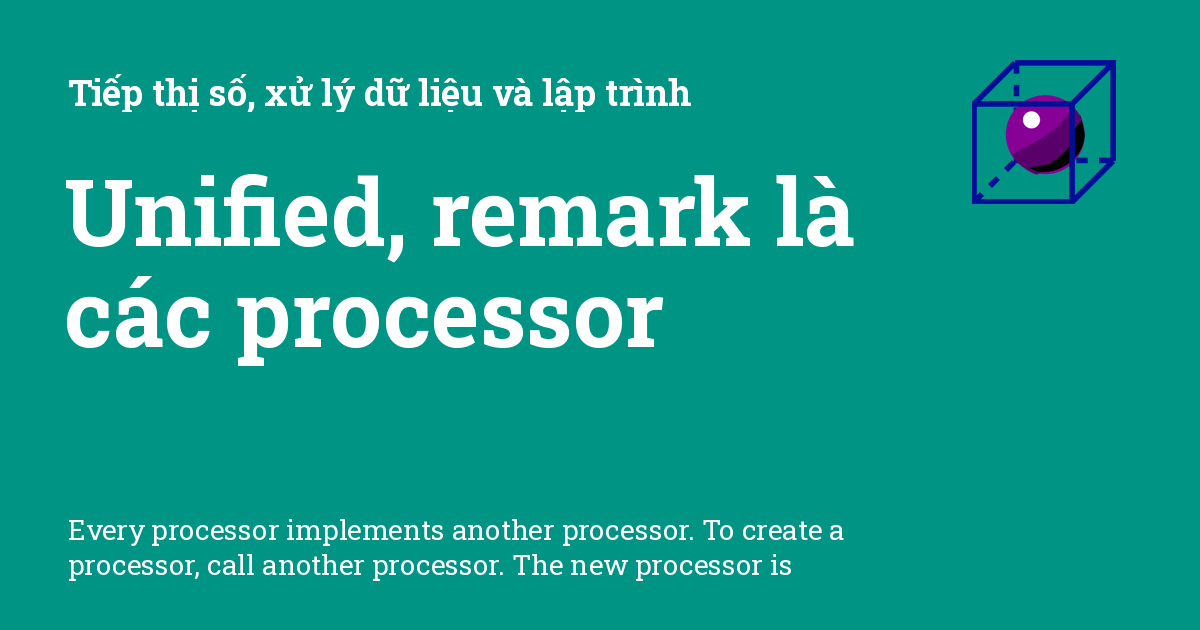 Tiếp thị số, xử lý dữ liệu và lập trình
Unified, remark là
các processor
Every processor implements another processor. To create a
processor, call another processor. The new processor is